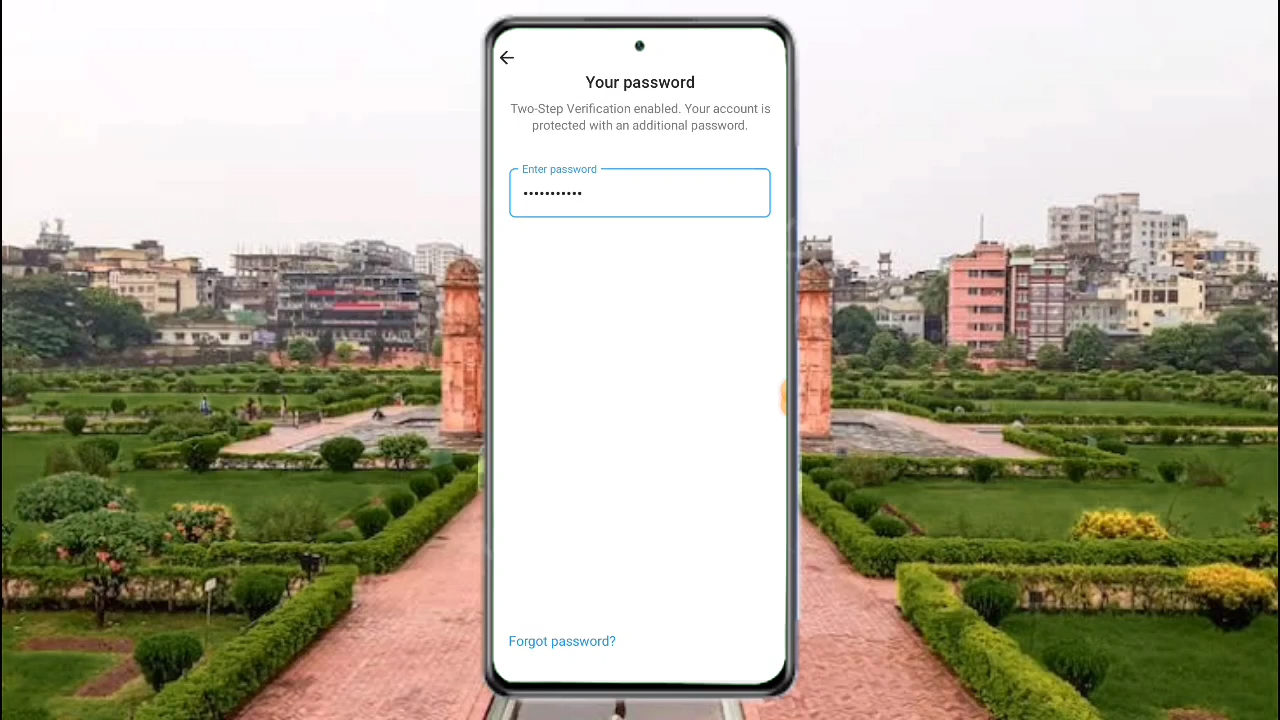 Your password
Two-Step Verification enabled. Your account is
protected with an additional password.
Enter password
•••••••••••
Forgot password?